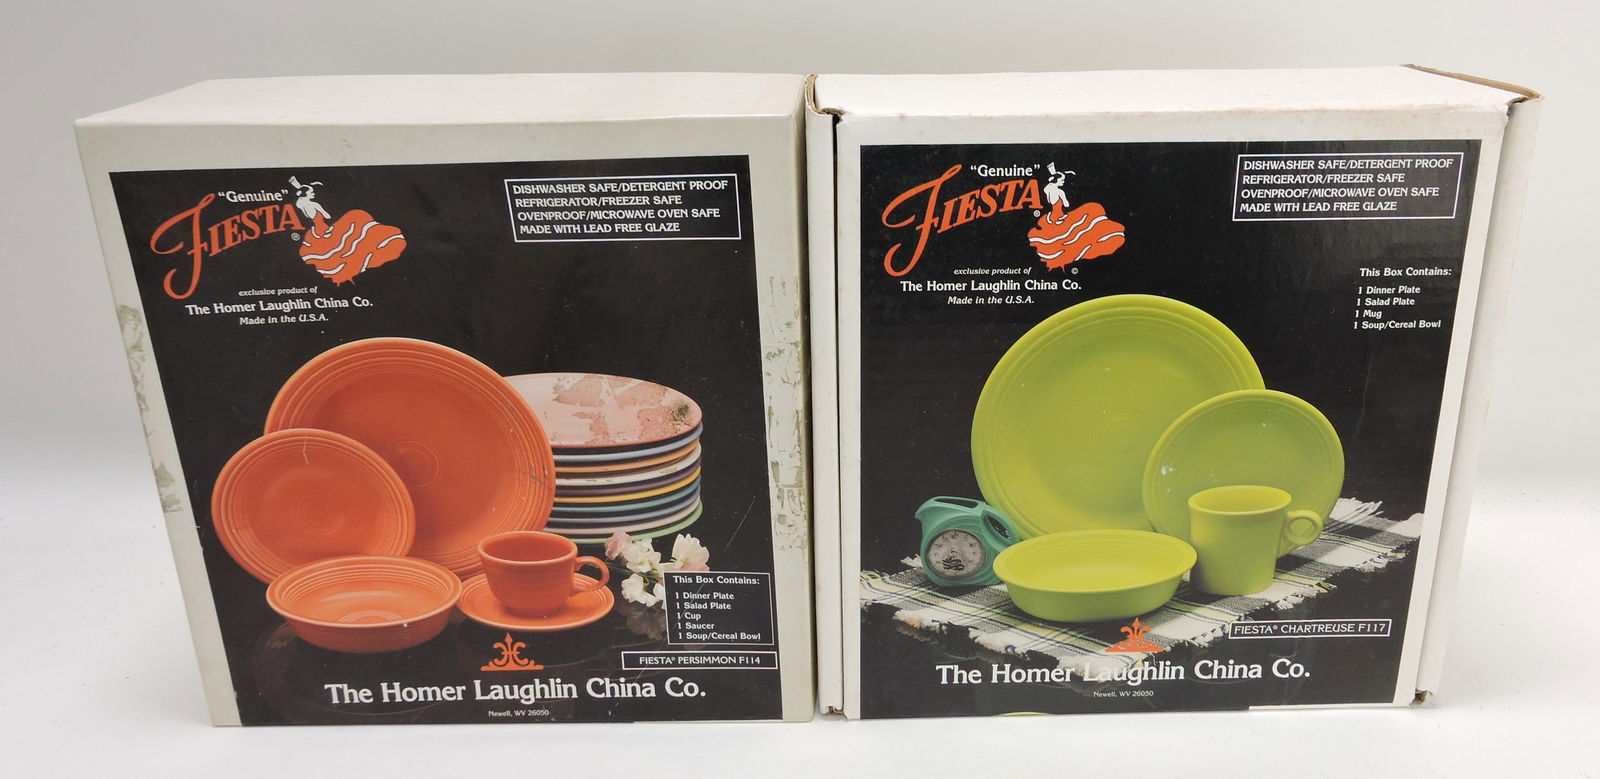 "Genuine"
FIESTA®
exclusive product of
The Homer Laughlin China Co.
Made in the U.S.A.
DISHWASHER SAFE/DETERGENT PROOF
REFRIGERATOR/FREEZER SAFE
OVENPROOF/MICROWAVE OVEN SAFE
MADE WITH LEAD FREE GLAZE
This Box Contains:
1 Dinner Plate
1 Salad Plate
1 Cup
1 Saucer
1 Soup/Cereal Bowl
FIESTA® PERSIMMON F114
The Homer Laughlin China Co.
Newell, WV 26050
"Genuine"
FIESTA®
©
exclusive product of
The Homer Laughlin China Co.
Made in the U.S.A.
DISHWASHER SAFE/DETERGENT PROOF
REFRIGERATOR/FREEZER SAFE
OVENPROOF/MICROWAVE OVEN SAFE
MADE WITH LEAD FREE GLAZE
This Box Contains:
1 Dinner Plate
1 Salad Plate
1 Mug
1 Soup/Cereal Bowl
FIESTA® CHARTREUSE F117
The Homer Laughlin China Co.
Newell, WV 26050